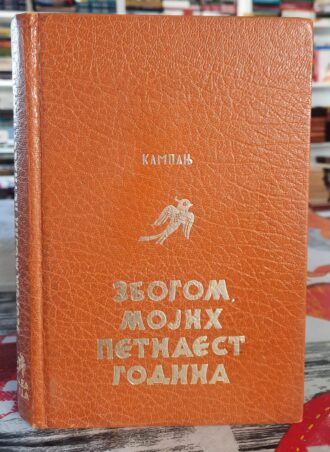 КАМПАЊ
ЗБОГОМ,
МОЈИХ
ПЕТНАЕСТ
ГОДИНА